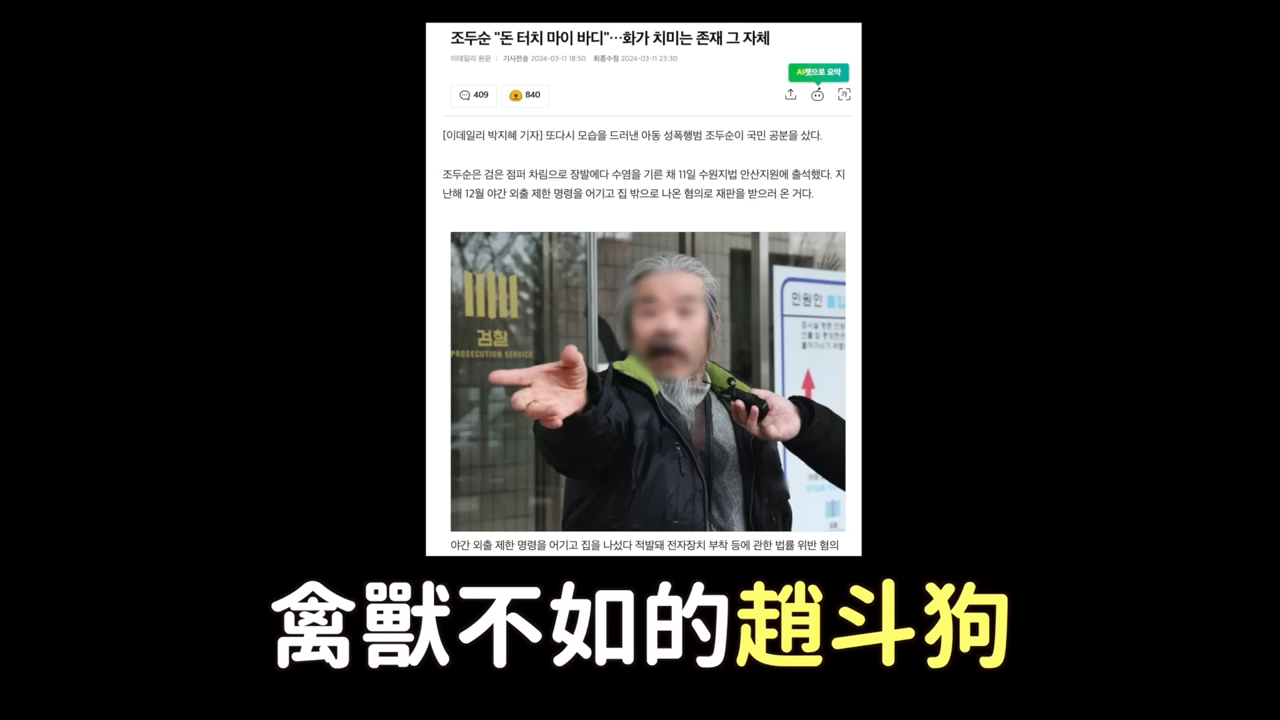 조두순 "돈 터치 마이 바디"…화가 치미는 존재 그 자체
이데일리 원문 | 기사전송 2024-03-11 18:50 최종수정 2024-03-11 23:30
AI챗으로 요약
409 840
가
[이데일리 박지혜 기자] 또다시 모습을 드러낸 아동 성폭행범 조두순이 국민 공분을 샀다.
조두순은 검은 점퍼 차림으로 장발에다 수염을 기른 채 11일 수원지법 안산지원에 출석했다. 지
난해 12월 야간 외출 제한 명령을 어기고 집 밖으로 나온 혐의로 재판을 받으러 온 거다.
민원인 출입
검찰
PROSECUTION SERVICE
야간 외출 제한 명령을 어기고 집을 나섰다 적발돼 전자장치 부착 등에 관한 법률 위반 혐의
禽獸不如的趙斗狗